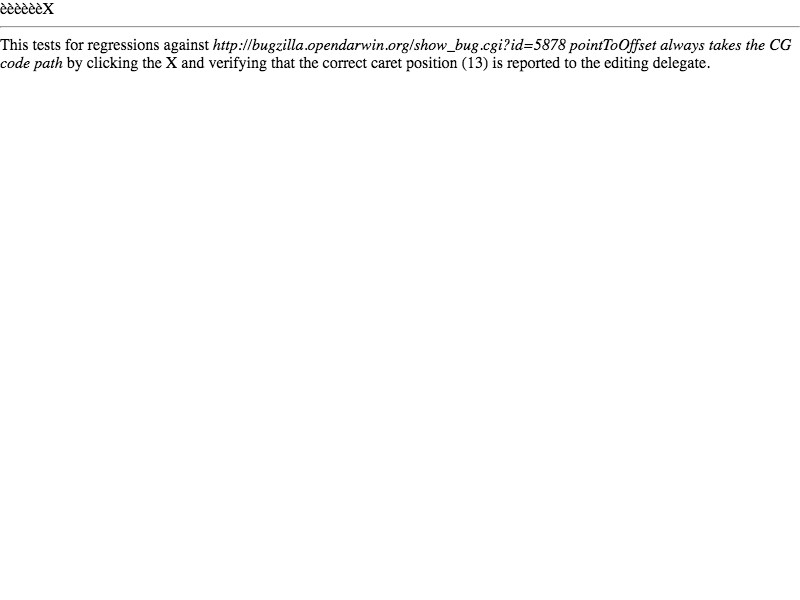 èèèèèèX
This tests for regressions against http://bugzilla.opendarwin.org/show_bug.cgi?id=5878 pointToOffset always takes the CG
code path by clicking the X and verifying that the correct caret position (13) is reported to the editing delegate.